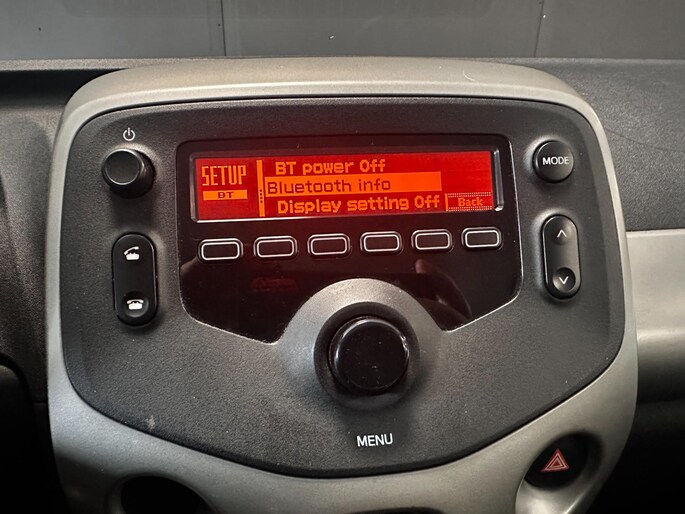 SETUP
BT
BT power Off
Bluetooth info
Display setting Off
Back
MODE
MENU